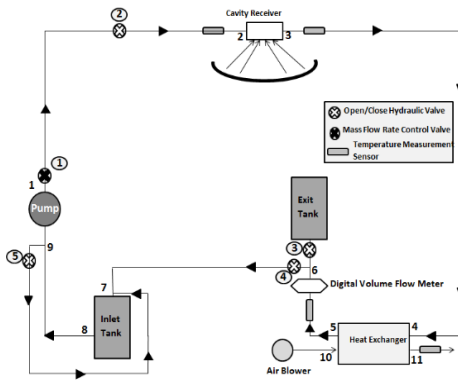 Cavity Receiver
2
2
3
Open/Close Hydraulic Valve
Mass Flow Rate Control Valve
Temperature Measurement
Sensor
1
1
Pump
Exit
Tank
3
5
9
4
6
7
Digital Volume Flow Meter
Inlet
Tank
8
5
4
Heat Exchanger
Air Blower
10
11